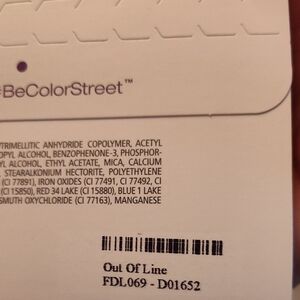 #BeColorStreet™
/TRIMELLITIC ANHYDRIDE COPOLYMER, ACETYL
OPYL ALCOHOL, BENZOPHENONE-3, PHOSPHOR-
ALCOHOL, ETHYL ACETATE, MICA, CALCIUM
, STEARALKONIUM HECTORITE, POLYETHYLENE
(CI 77891), IRON OXIDES (CI 77491, CI 77492, CI
CI 15850), RED 34 LAKE (CI 15880), BLUE 1 LAKE
SMUTH OXYCHLORIDE (CI 77163), MANGANESE
Out Of Line
FDL069 - D01652